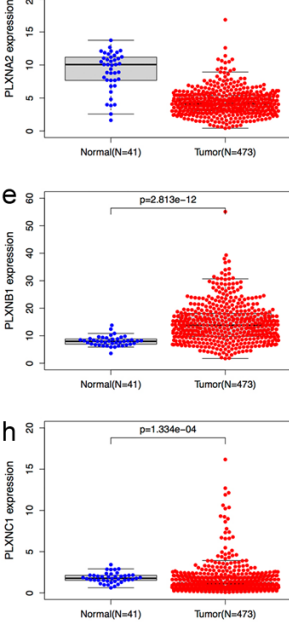 20
15
10
5
0
PLXNA2 expression
Normal(N=41) Tumor(N=473)
e
p=2.813e-12
60
50
40
30
20
10
0
PLXNB1 expression
Normal(N=41) Tumor(N=473)
h
p=1.334e-04
20
15
10
5
0
PLXNC1 expression
Normal(N=41) Tumor(N=473)